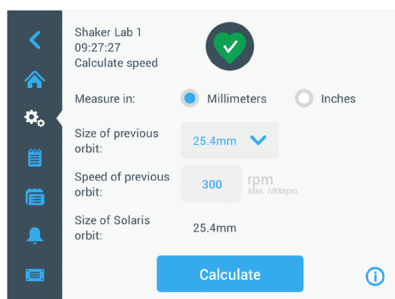 Shaker Lab 1
09:27:27
Calculate speed
Measure in:
Millimeters
Inches
Size of previous
orbit:
25.4mm
Speed of previous
orbit:
300
rpm
Max. 1000rpm
Size of Solaris
orbit:
25.4mm
Calculate